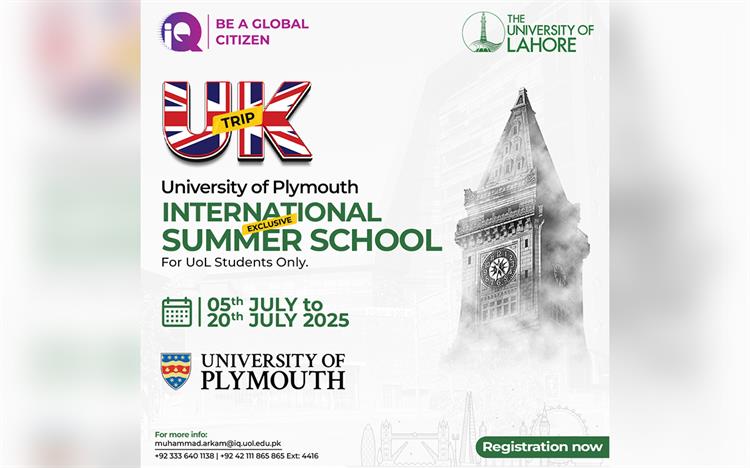 iQ
BE A GLOBAL
CITIZEN
THE
UNIVERSITY OF
LAHORE
UK
TRIP
University of Plymouth
INTERNATIONAL
EXCLUSIVE
SUMMER SCHOOL
For UoL Students Only.
05th JULY to
20th JULY 2025
UNIVERSITY OF
PLYMOUTH
For more info:
muhammad.arkam@iq.uol.edu.pk
+92 333 640 1138 | +92 42 111 865 865 Ext: 4416
Registration now